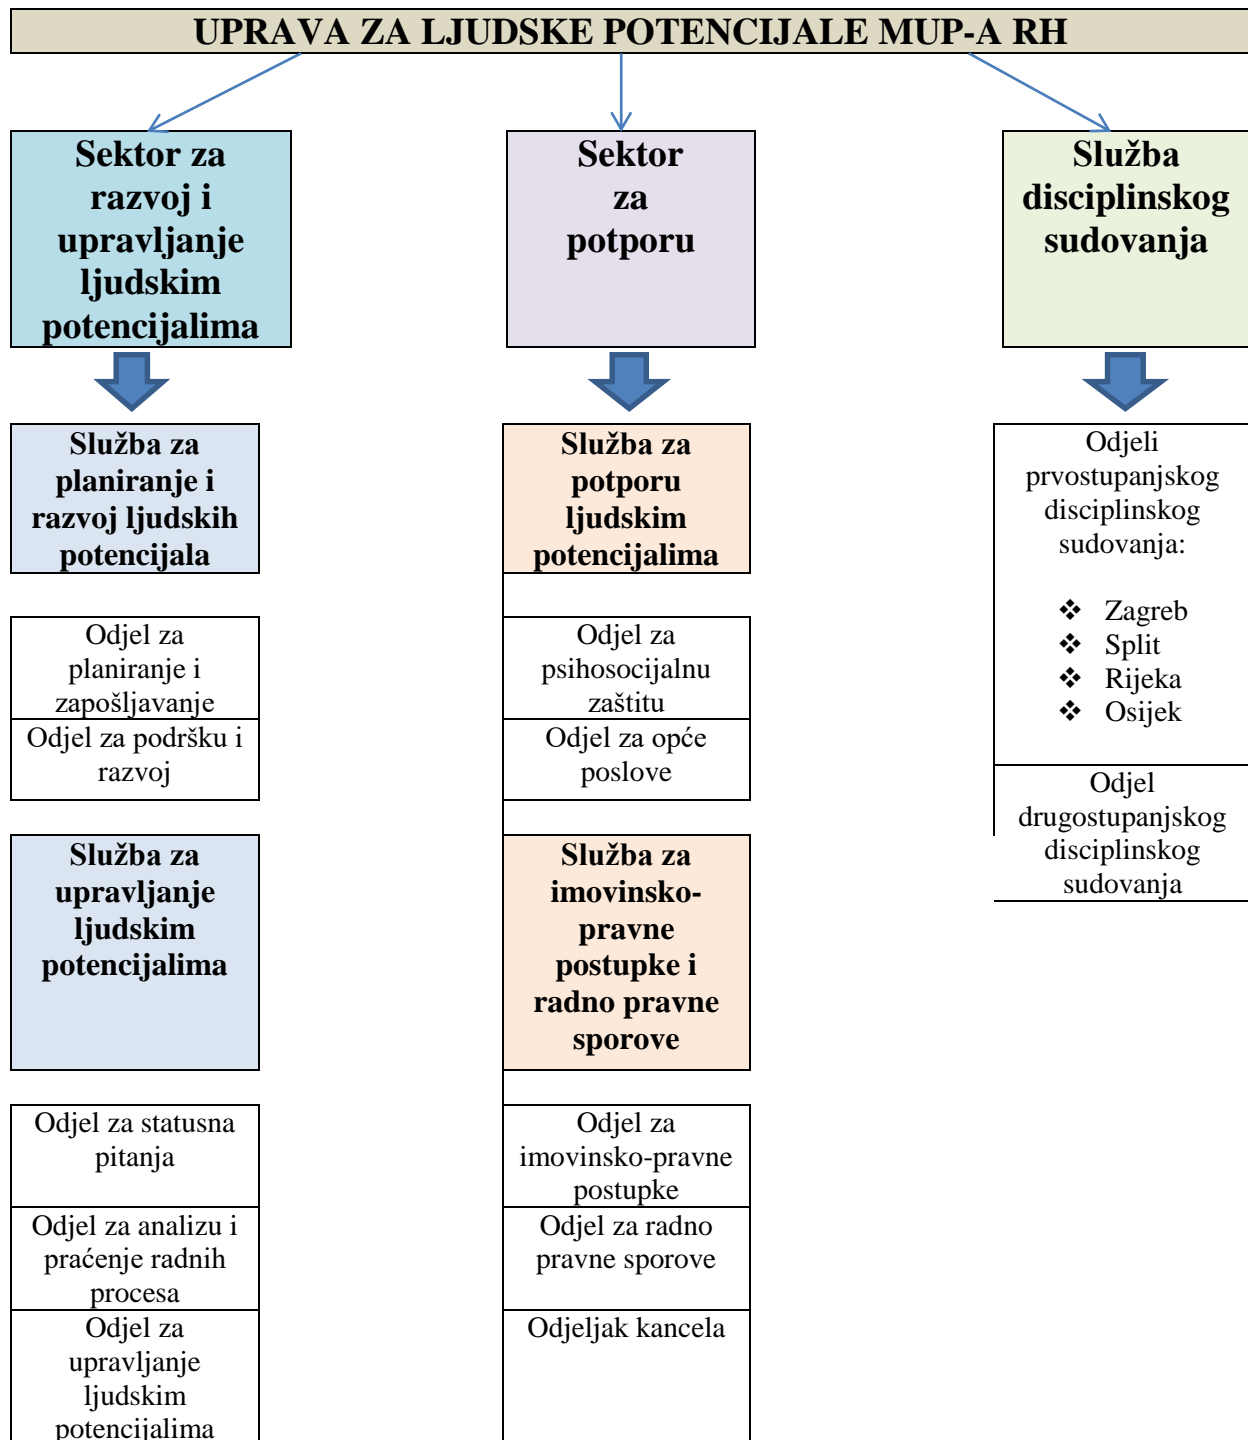 UPRAVA ZA LJUDSKE POTENCIJALE MUP-A RH
Sektor za
razvoj i
upravljanje
ljudskim
potencijalima
Sektor
za
potporu
Služba
disciplinskog
sudovanja
Služba za
planiranje i
razvoj ljudskih
potencijala
Odjel za
planiranje i
zapošljavanje
Odjel za podršku i
razvoj
Služba za
upravljanje
ljudskim
potencijalima
Odjel za statusna
pitanja
Odjel za analizu i
praćenje radnih
procesa
Odjel za
upravljanje
ljudskim
potencijalima
Služba za
potporu
ljudskim
potencijalima
Odjel za
psihosocijalnu
zaštitu
Odjel za opće
poslove
Služba za
imovinsko-
pravne
postupke i
radno pravne
sporove
Odjel za
imovinsko-pravne
postupke
Odjel za radno
pravne sporove
Odjeljak kancela
Odjeli
prvostupanjskog
disciplinskog
sudovanja:
❖ Zagreb
❖ Split
❖ Rijeka
❖ Osijek
Odjel
drugostupanjskog
disciplinskog
sudovanja